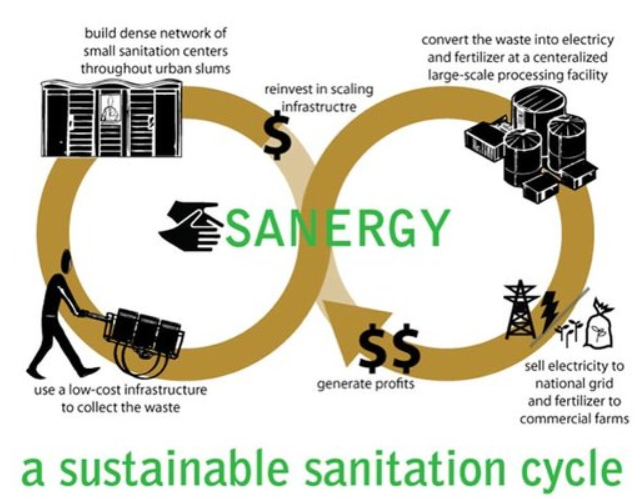 build dense network of
small sanitation centers
throughout urban slums
convert the waste into electricy
and fertilizer at a centeralized
large-scale processing facility
reinvest in scaling
infrastructre
$
SANERGY
$$
generate profits
use a low-cost infrastructure
to collect the waste
sell electricity to
national grid
and fertilizer to
commercial farms
a sustainable sanitation cycle